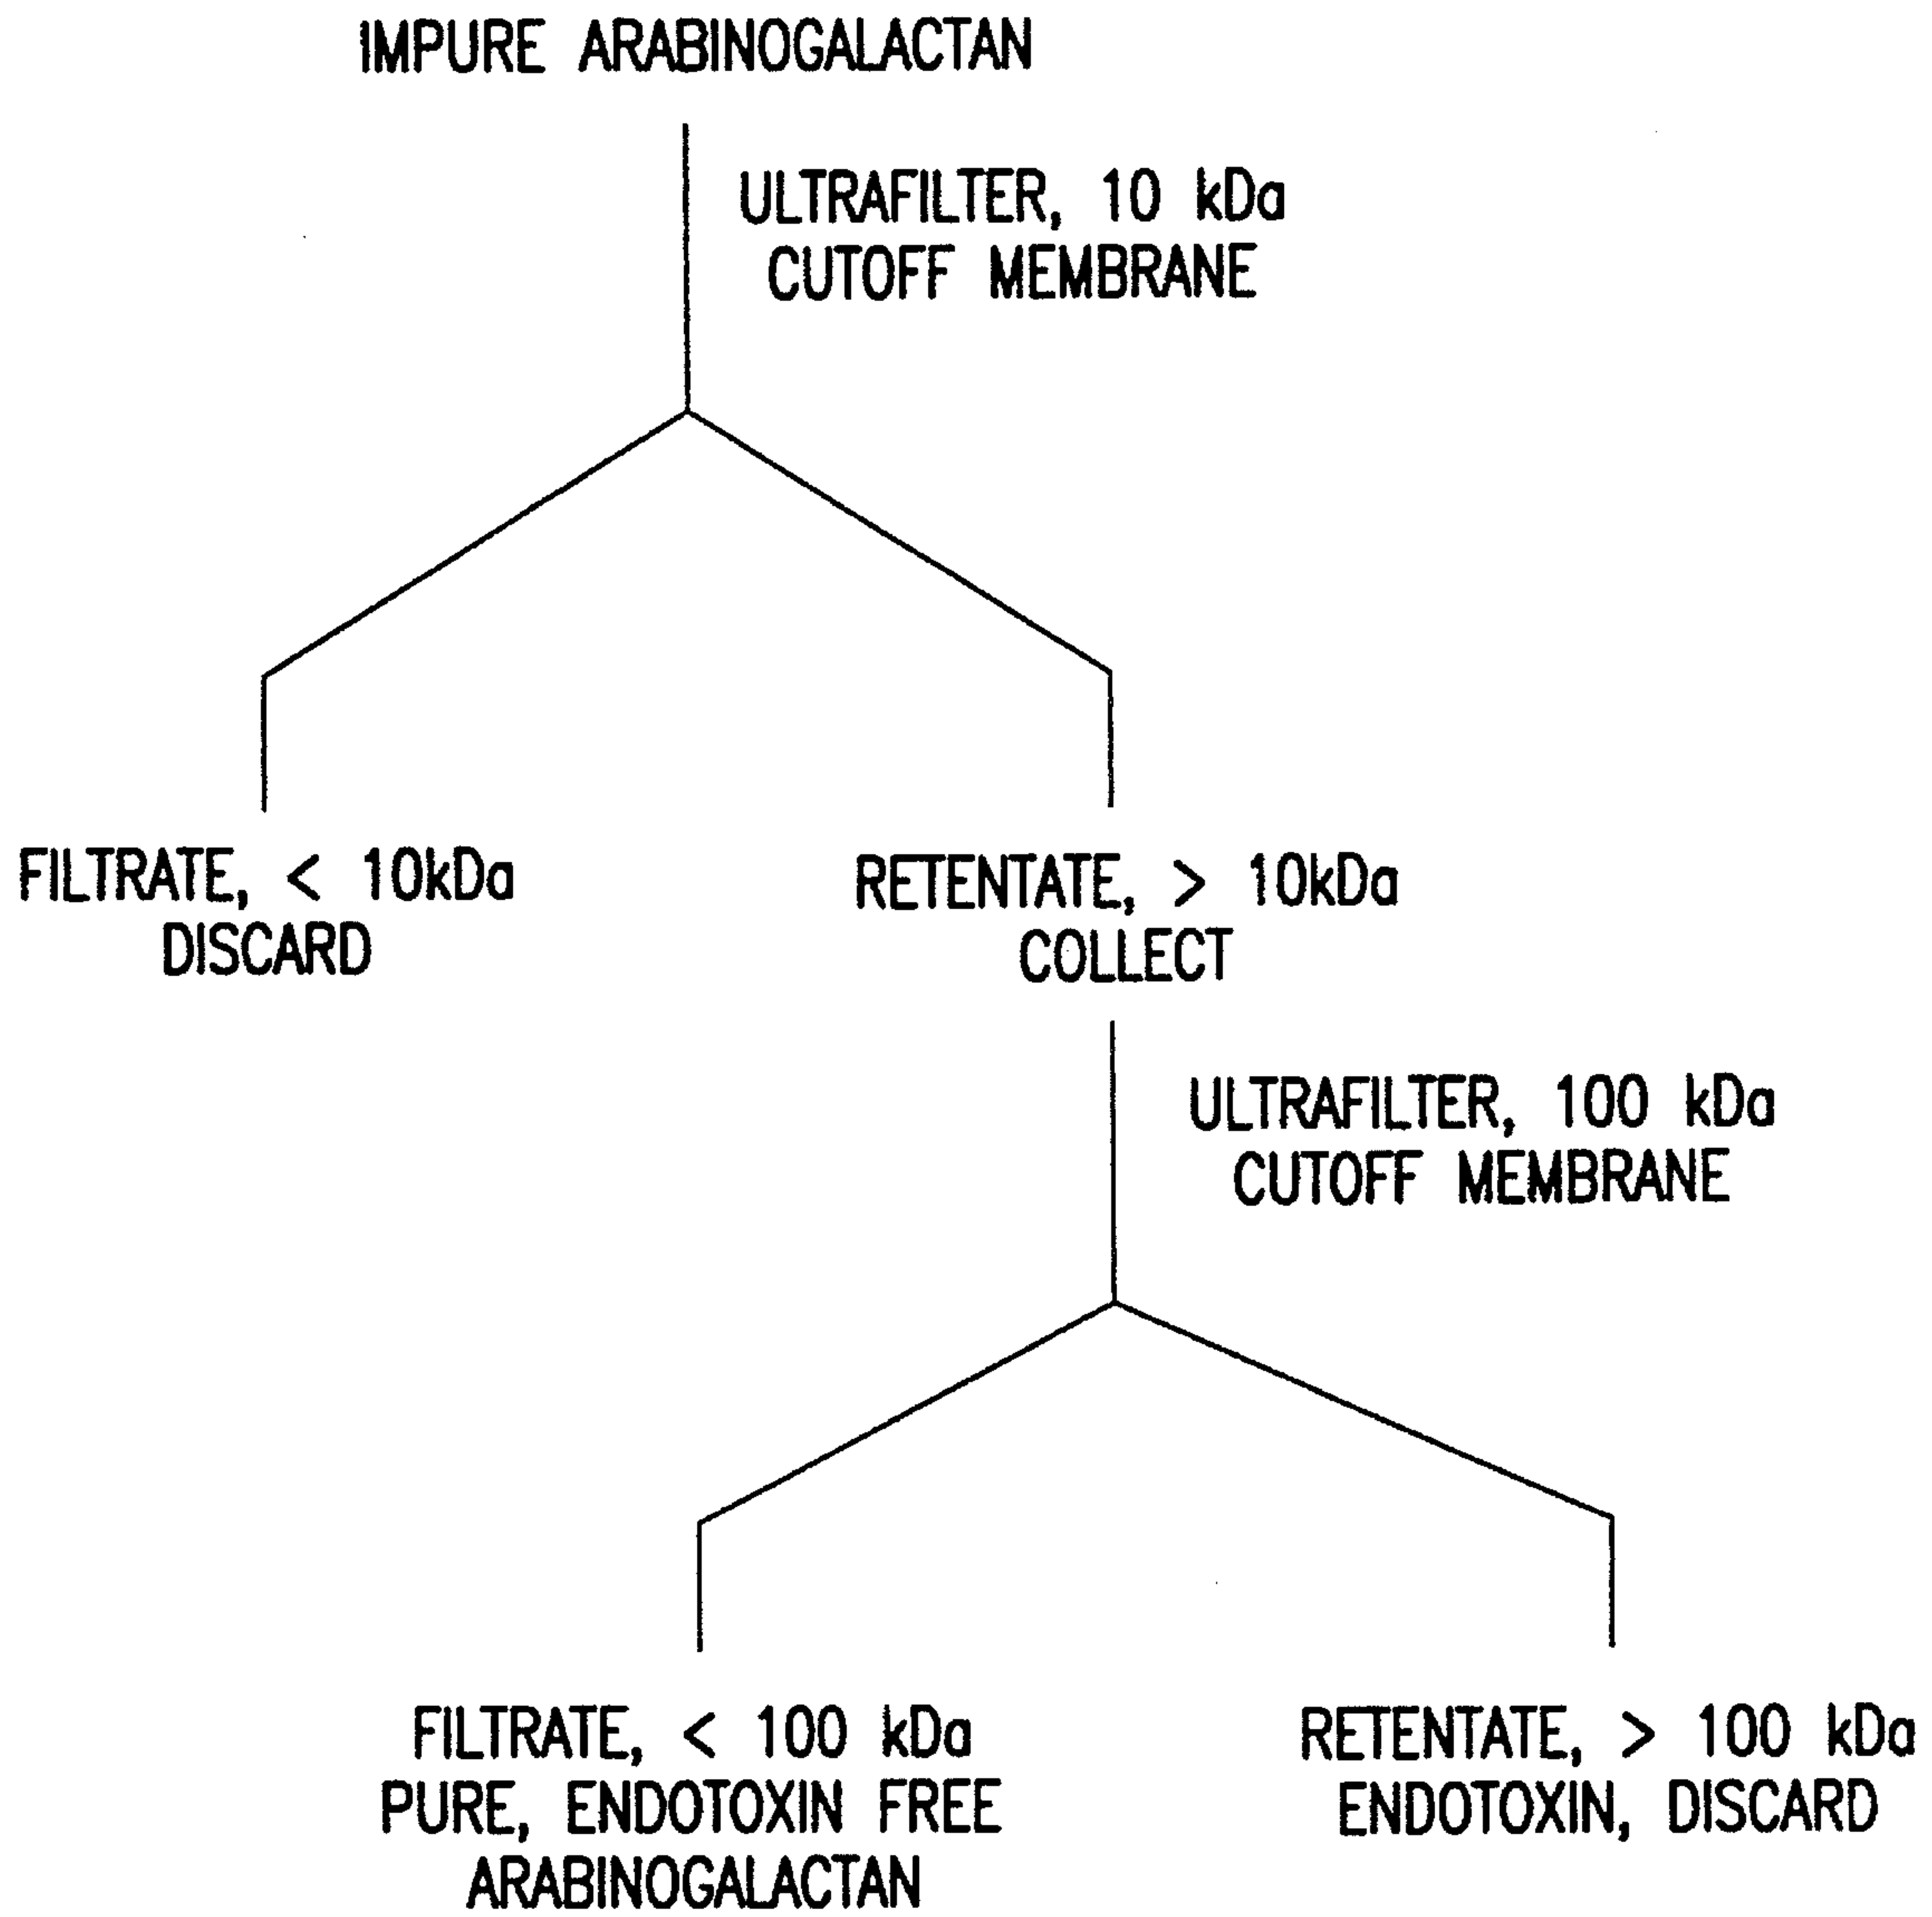 IMPURE ARABINOGALACTAN
ULTRAFILTER, 10 kDa
CUTOFF MEMBRANE
FILTRATE, < 10kDa
DISCARD
RETENTATE, > 10kDa
COLLECT
ULTRAFILTER, 100 kDa
CUTOFF MEMBRANE
FILTRATE, < 100 kDa
PURE, ENDOTOXIN FREE
ARABINOGALACTAN
RETENTATE, > 100 kDa
ENDOTOXIN, DISCARD